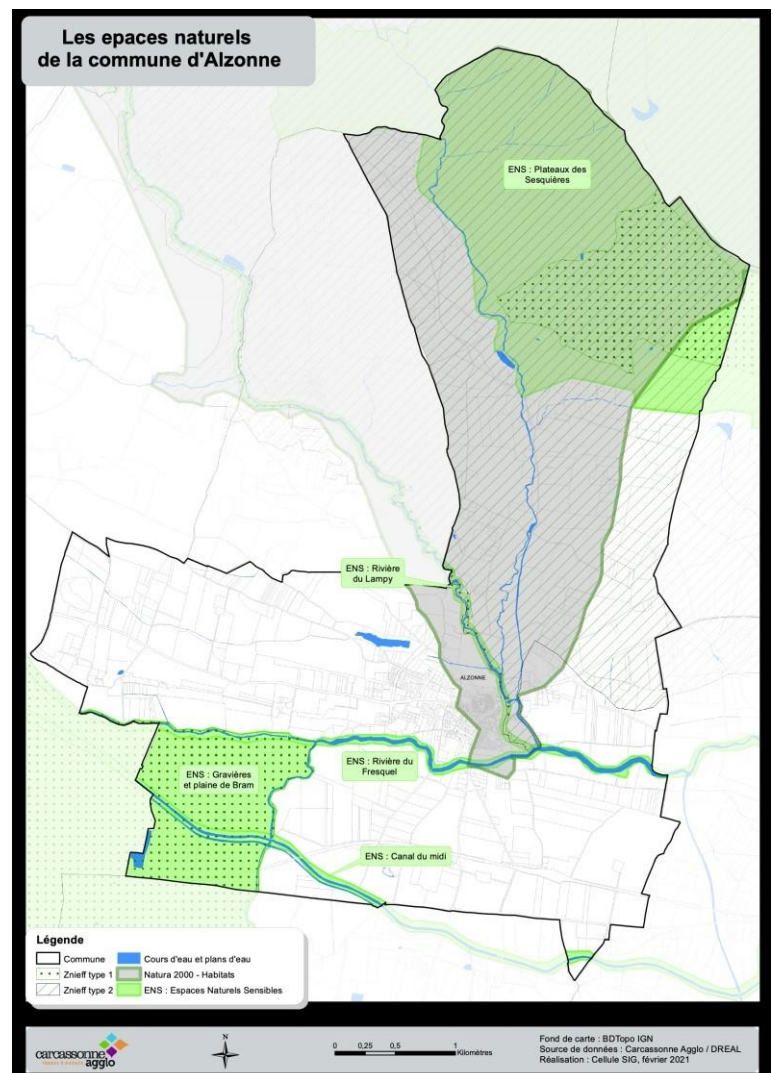 Les epaces naturels
de la commune d'Alzonne
ENS : Plateaux des
Sesquières
ENS : Rivière
du Lampy
ALZONNE
ENS : Gravières
et plaine de Bram
ENS : Rivière du
Fresquel
ENS : Canal du midi
Légende
Commune
Cours d'eau et plans d'eau
Znieff type 1
Natura 2000 - Habitats
Znieff type 2
ENS : Espaces Naturels Sensibles
carcassonne
agglo
N
0 0,25 0,5 1
Kilomètres
Fond de carte : BDTopo IGN
Source de données : Carcassonne Agglo / DREAL
Réalisation : Cellule SIG, février 2021